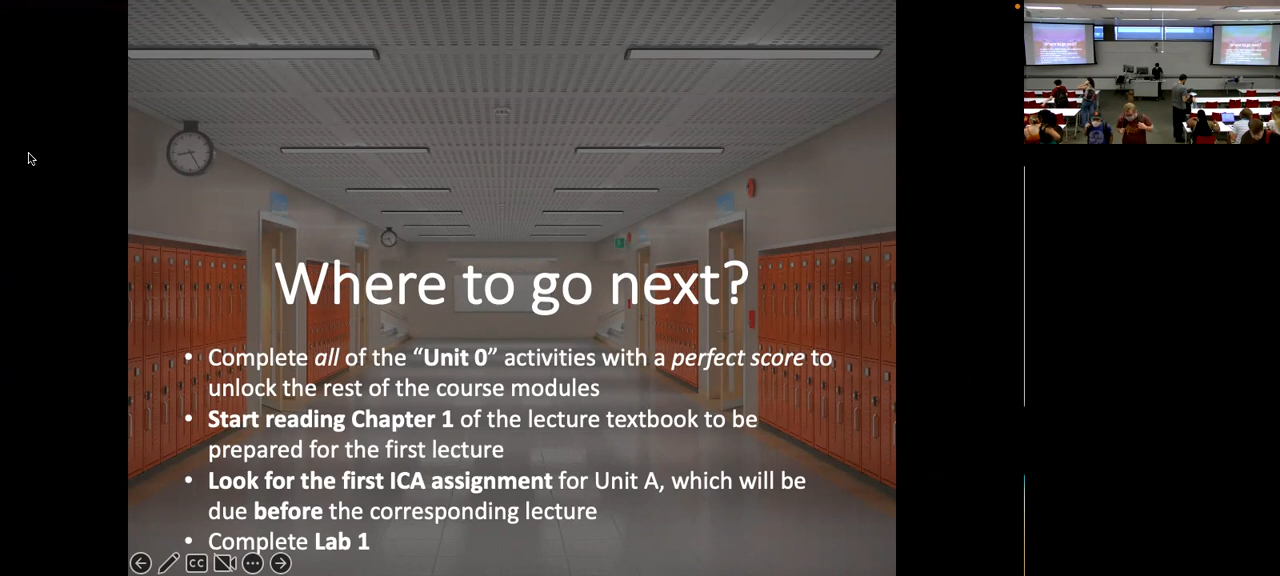 Where to go next?
• Complete all of the “Unit 0” activities with a perfect score to
unlock the rest of the course modules
• Start reading Chapter 1 of the lecture textbook to be
prepared for the first lecture
• Look for the first ICA assignment for Unit A, which will be
due before the corresponding lecture
• Complete Lab 1
CC